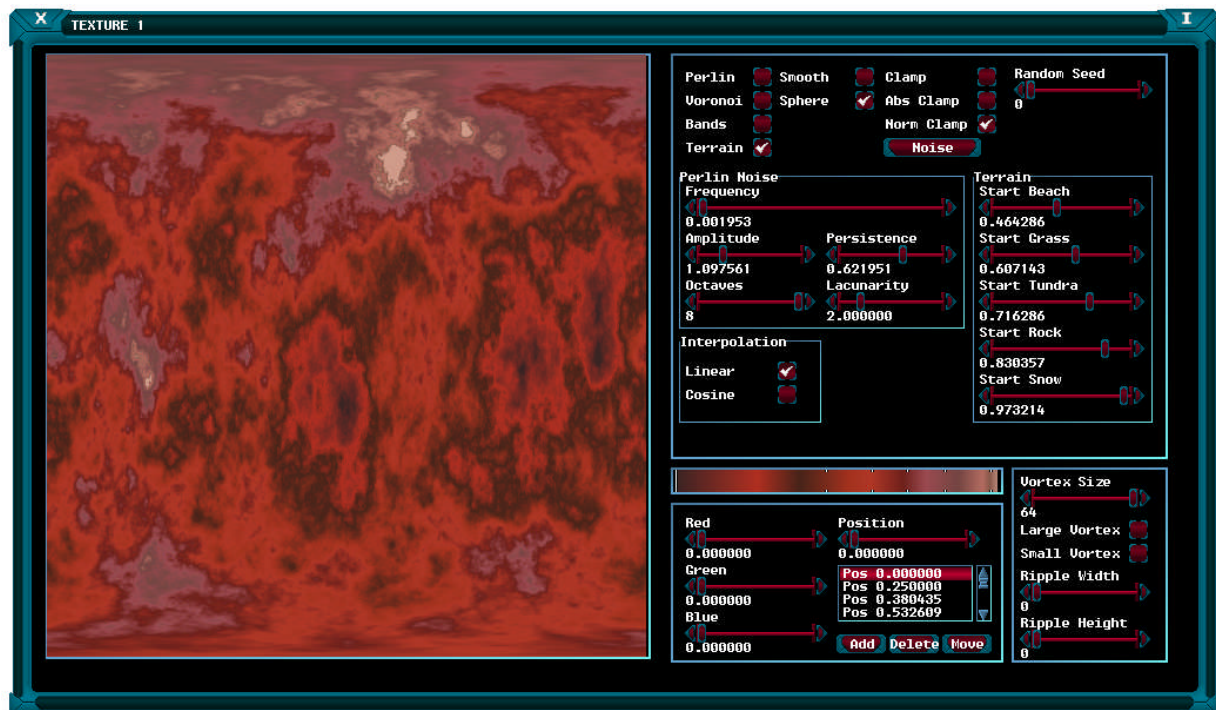 X TEXTURE 1 I
Perlin Smooth Clamp Random Seed
Voronoi Sphere Abs Clamp 0
Bands Norm Clamp
Terrain Noise
Perlin Noise Terrain
Frequency Start Beach
0.001953 0.464286
Amplitude Persistence Start Grass
1.097561 0.621951 0.607143
Octaves Lacunarity Start Tundra
8 2.000000 0.716286
Start Rock
Interpolation 0.830357
Linear Start Snow
Cosine 0.973214
Vortex Size
64
Red Position Large Vortex
0.000000 0.000000 Small Vortex
Green Pos 0.000000 Ripple Width
0.000000 Pos 0.250000 0
Pos 0.380435
Blue Pos 0.532609 Ripple Height
0.000000 Add Delete Move 0